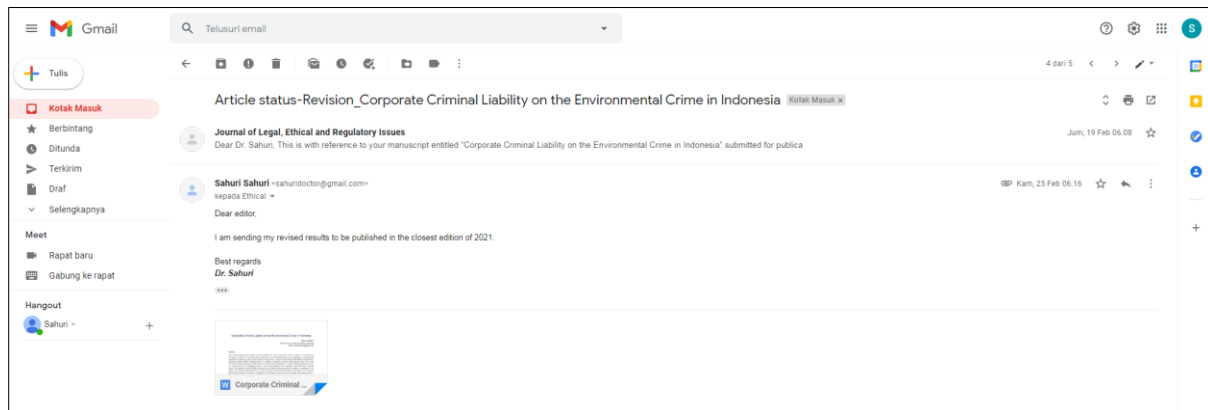 Gmail
Telusuri email
S
Tulis
4 dari 5
Kotak Masuk
Berbintang
Ditunda
Terkirim
Draf
Selengkapnya
Meet
Rapat baru
Gabung ke rapat
Hangout
Sahuri
Article status-Revision_Corporate Criminal Liability on the Environmental Crime in Indonesia Kotak Masuk x
Journal of Legal, Ethical and Regulatory Issues Jum, 19 Feb 06.08
Dear Dr. Sahuri, This is with reference to your manuscript entitled "Corporate Criminal Liability on the Environmental Crime in Indonesia" submitted for publica
Sahuri Sahuri <sahuridoctor@gmail.com> Kam, 25 Feb 06.16
kepada Ethical
Dear editor,
I am sending my revised results to be published in the closest edition of 2021.
Best regards
Dr. Sahuri
W Corporate Criminal ...